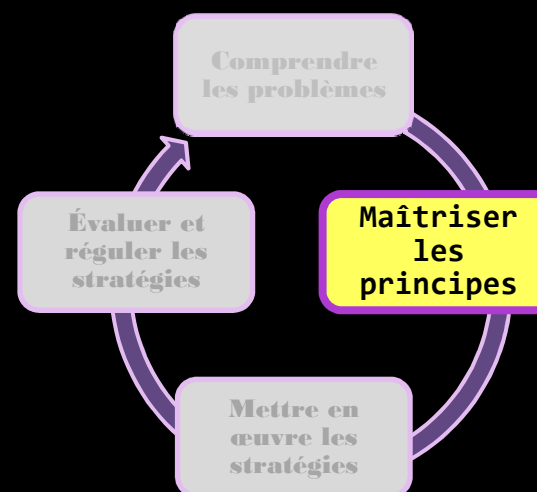 Comprendre
les problèmes
Maîtriser
les
principes
Mettre en
œuvre les
stratégies
Évaluer et
réguler les
stratégies